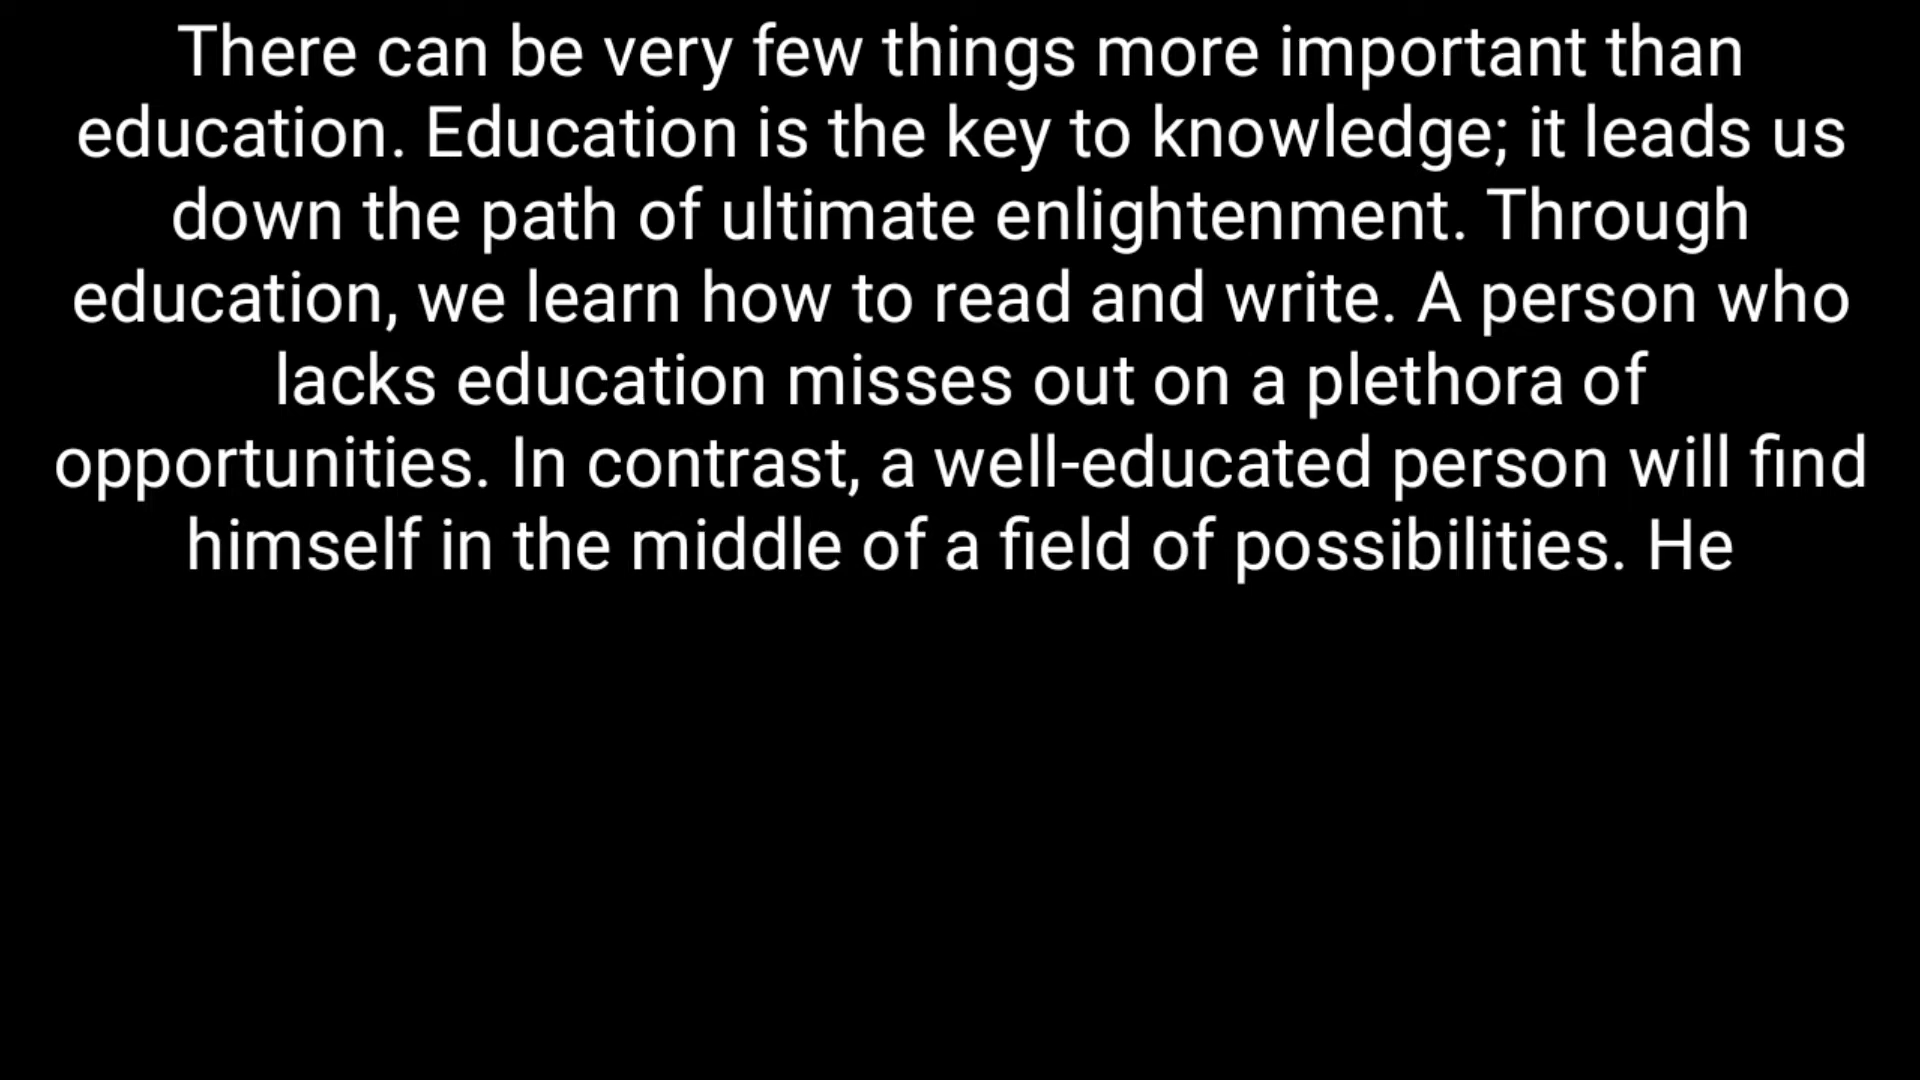 There can be very few things more important than
education. Education is the key to knowledge; it leads us
down the path of ultimate enlightenment. Through
education, we learn how to read and write. A person who
lacks education misses out on a plethora of
opportunities. In contrast, a well-educated person will find
himself in the middle of a field of possibilities. He